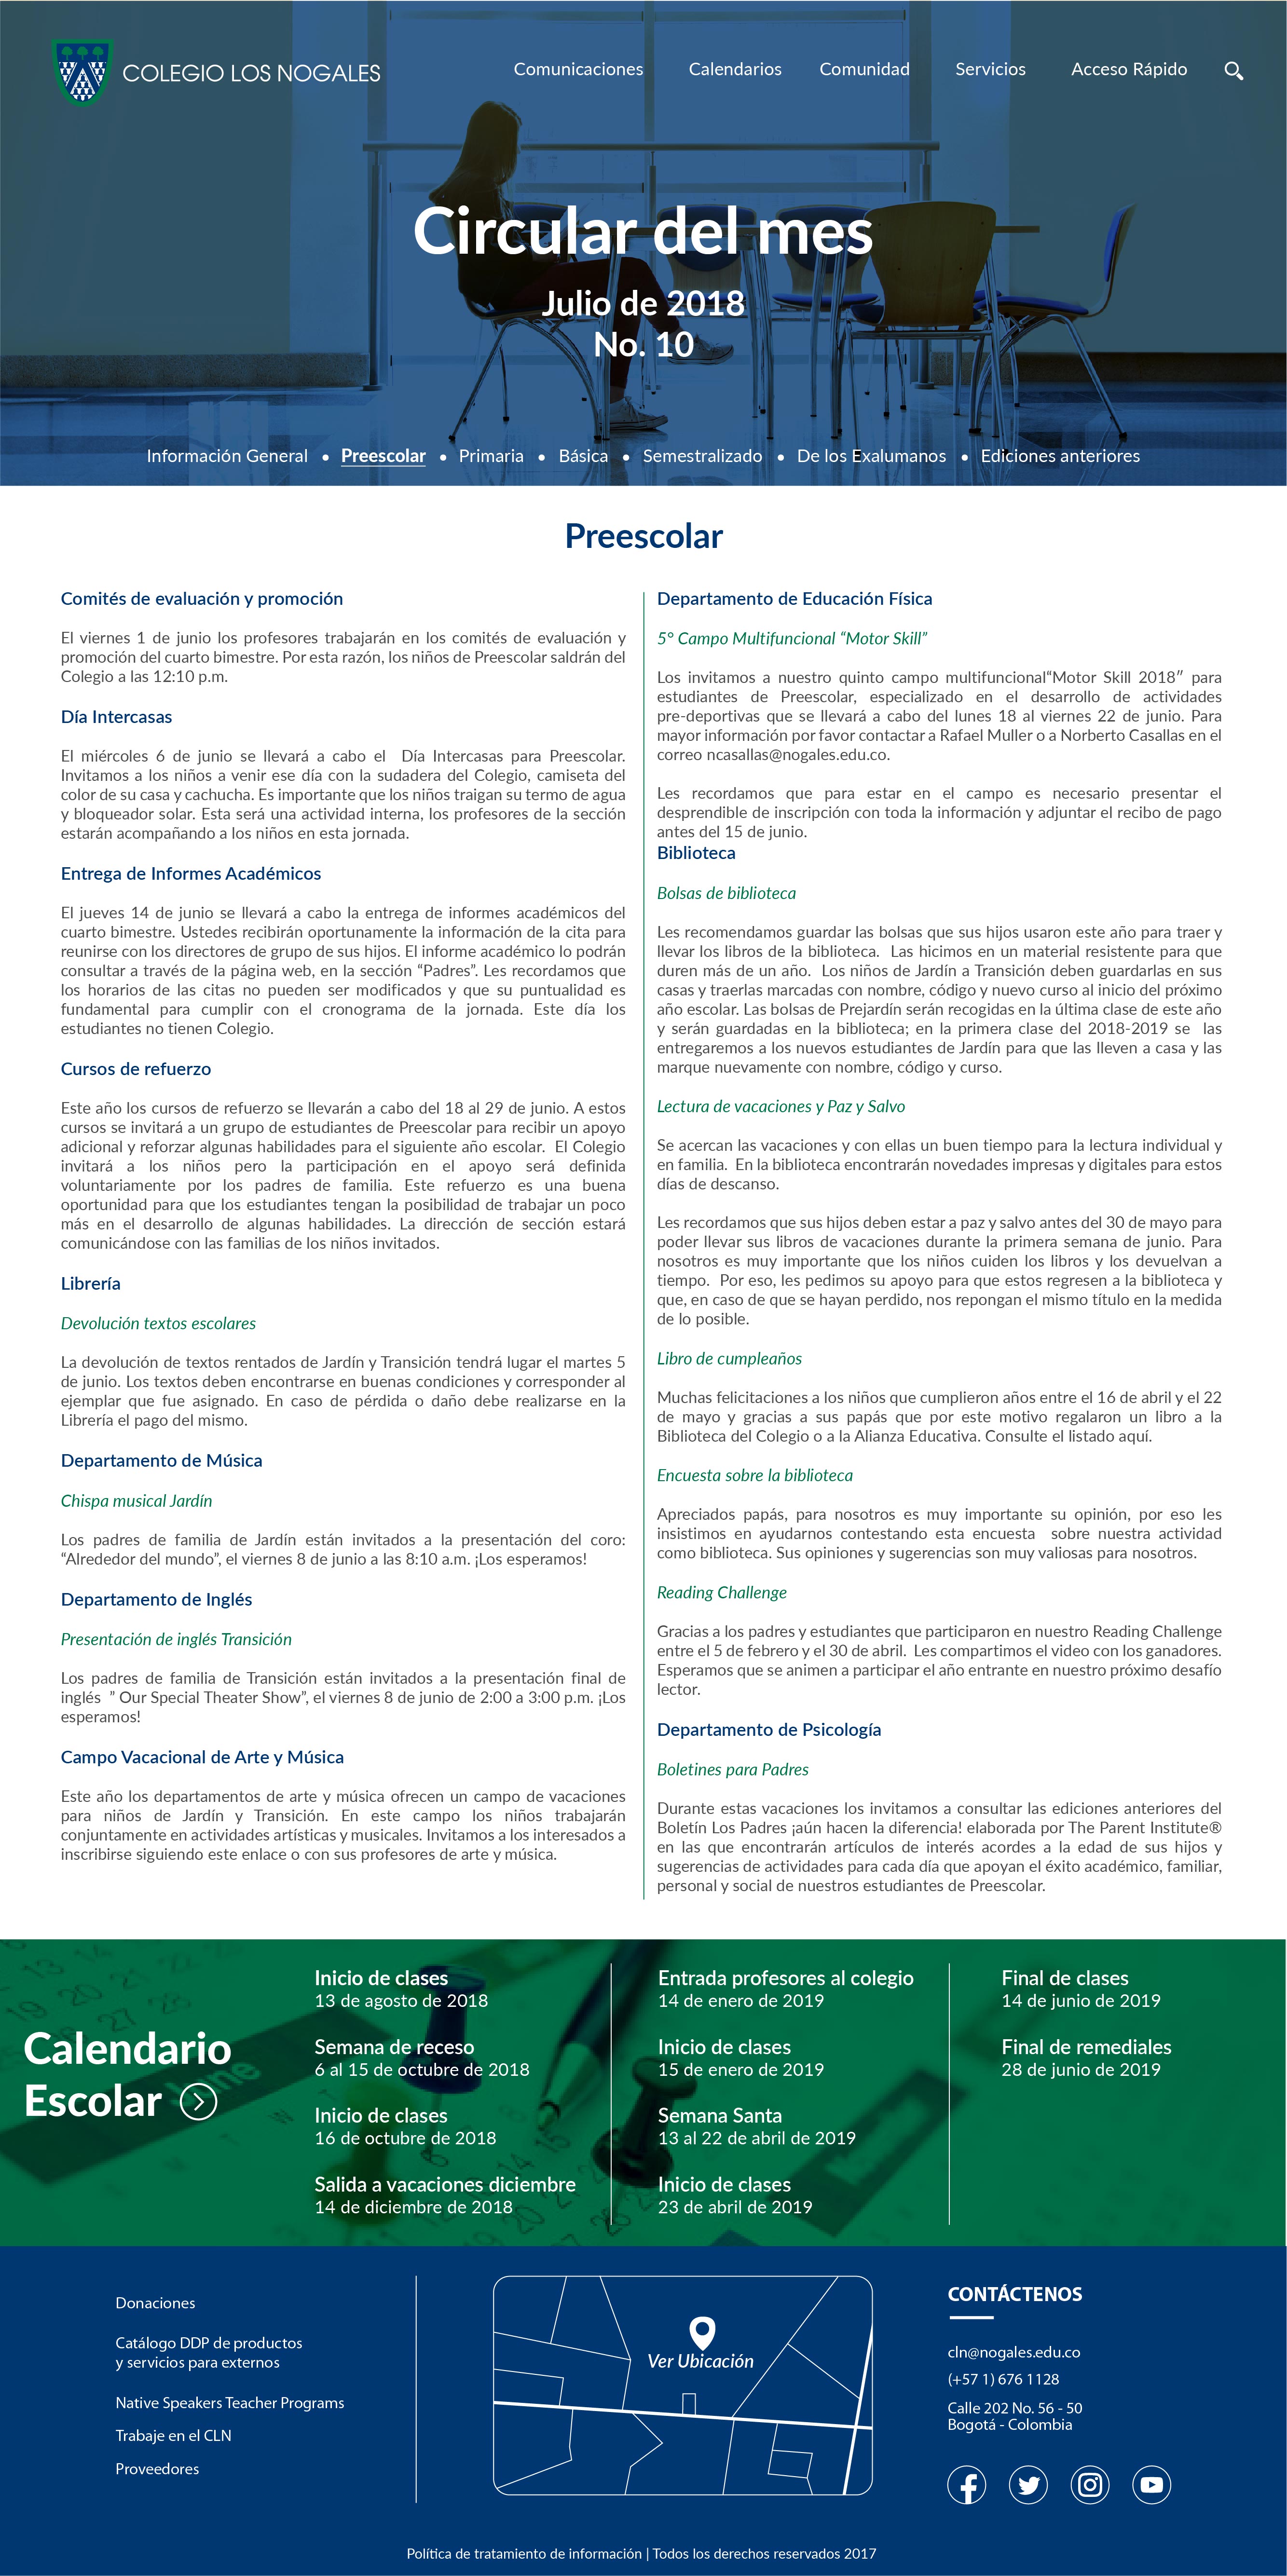 COLEGIO LOS NOGALES
Comunicaciones
Calendarios
Comunidad
Servicios
Acceso Rápido
Circular del mes
Julio de 2018
No. 10
Información General • Preescolar • Primaria • Básica • Semestralizado • De los Exalumanos • Ediciones anteriores
Preescolar
Comités de evaluación y promoción
El viernes 1 de junio los profesores trabajarán en los comités de evaluación y
promoción del cuarto bimestre. Por esta razón, los niños de Preescolar saldrán del
Colegio a las 12:10 p.m.
Día Intercasas
El miércoles 6 de junio se llevará a cabo el Día Intercasas para Preescolar.
Invitamos a los niños a venir ese día con la sudadera del Colegio, camiseta del
color de su casa y cachucha. Es importante que los niños traigan su termo de agua
y bloqueador solar. Esta será una actividad interna, los profesores de la sección
estarán acompañando a los niños en esta jornada.
Entrega de Informes Académicos
El jueves 14 de junio se llevará a cabo la entrega de informes académicos del
cuarto bimestre. Ustedes recibirán oportunamente la información de la cita para
reunirse con los directores de grupo de sus hijos. El informe académico lo podrán
consultar a través de la página web, en la sección “Padres”. Les recordamos que
los horarios de las citas no pueden ser modificados y que su puntualidad es
fundamental para cumplir con el cronograma de la jornada. Este día los
estudiantes no tienen Colegio.
Cursos de refuerzo
Este año los cursos de refuerzo se llevarán a cabo del 18 al 29 de junio. A estos
cursos se invitará a un grupo de estudiantes de Preescolar para recibir un apoyo
adicional y reforzar algunas habilidades para el siguiente año escolar. El Colegio
invitará a los niños pero la participación en el apoyo será definida
voluntariamente por los padres de familia. Este refuerzo es una buena
oportunidad para que los estudiantes tengan la posibilidad de trabajar un poco
más en el desarrollo de algunas habilidades. La dirección de sección estará
comunicándose con las familias de los niños invitados.
Librería
Devolución textos escolares
La devolución de textos rentados de Jardín y Transición tendrá lugar el martes 5
de junio. Los textos deben encontrarse en buenas condiciones y corresponder al
ejemplar que fue asignado. En caso de pérdida o daño debe realizarse en la
Librería el pago del mismo.
Departamento de Música
Chispa musical Jardín
Los padres de familia de Jardín están invitados a la presentación del coro:
“Alrededor del mundo”, el viernes 8 de junio a las 8:10 a.m. ¡Los esperamos!
Departamento de Inglés
Presentación de inglés Transición
Los padres de familia de Transición están invitados a la presentación final de
inglés ” Our Special Theater Show”, el viernes 8 de junio de 2:00 a 3:00 p.m. ¡Los
esperamos!
Campo Vacacional de Arte y Música
Este año los departamentos de arte y música ofrecen un campo de vacaciones
para niños de Jardín y Transición. En este campo los niños trabajarán
conjuntamente en actividades artísticas y musicales. Invitamos a los interesados a
inscribirse siguiendo este enlace o con sus profesores de arte y música.
Departamento de Educación Física
5° Campo Multifuncional “Motor Skill”
Los invitamos a nuestro quinto campo multifuncional“Motor Skill 2018″ para
estudiantes de Preescolar, especializado en el desarrollo de actividades
pre-deportivas que se llevará a cabo del lunes 18 al viernes 22 de junio. Para
mayor información por favor contactar a Rafael Muller o a Norberto Casallas en el
correo ncasallas@nogales.edu.co.
Les recordamos que para estar en el campo es necesario presentar el
desprendible de inscripción con toda la información y adjuntar el recibo de pago
antes del 15 de junio.
Biblioteca
Bolsas de biblioteca
Les recomendamos guardar las bolsas que sus hijos usaron este año para traer y
llevar los libros de la biblioteca. Las hicimos en un material resistente para que
duren más de un año. Los niños de Jardín a Transición deben guardarlas en sus
casas y traerlas marcadas con nombre, código y nuevo curso al inicio del próximo
año escolar. Las bolsas de Prejardín serán recogidas en la última clase de este año
y serán guardadas en la biblioteca; en la primera clase del 2018-2019 se las
entregaremos a los nuevos estudiantes de Jardín para que las lleven a casa y las
marque nuevamente con nombre, código y curso.
Lectura de vacaciones y Paz y Salvo
Se acercan las vacaciones y con ellas un buen tiempo para la lectura individual y
en familia. En la biblioteca encontrarán novedades impresas y digitales para estos
días de descanso.
Les recordamos que sus hijos deben estar a paz y salvo antes del 30 de mayo para
poder llevar sus libros de vacaciones durante la primera semana de junio. Para
nosotros es muy importante que los niños cuiden los libros y los devuelvan a
tiempo. Por eso, les pedimos su apoyo para que estos regresen a la biblioteca y
que, en caso de que se hayan perdido, nos repongan el mismo título en la medida
de lo posible.
Libro de cumpleaños
Muchas felicitaciones a los niños que cumplieron años entre el 16 de abril y el 22
de mayo y gracias a sus papás que por este motivo regalaron un libro a la
Biblioteca del Colegio o a la Alianza Educativa. Consulte el listado aquí.
Encuesta sobre la biblioteca
Apreciados papás, para nosotros es muy importante su opinión, por eso les
insistimos en ayudarnos contestando esta encuesta sobre nuestra actividad
como biblioteca. Sus opiniones y sugerencias son muy valiosas para nosotros.
Reading Challenge
Gracias a los padres y estudiantes que participaron en nuestro Reading Challenge
entre el 5 de febrero y el 30 de abril. Les compartimos el video con los ganadores.
Esperamos que se animen a participar el año entrante en nuestro próximo desafío
lector.
Departamento de Psicología
Boletines para Padres
Durante estas vacaciones los invitamos a consultar las ediciones anteriores del
Boletín Los Padres ¡aún hacen la diferencia! elaborada por The Parent Institute®
en las que encontrarán artículos de interés acordes a la edad de sus hijos y
sugerencias de actividades para cada día que apoyan el éxito académico, familiar,
personal y social de nuestros estudiantes de Preescolar.
Calendario
Escolar
Inicio de clases
13 de agosto de 2018
Semana de receso
6 al 15 de octubre de 2018
Inicio de clases
16 de octubre de 2018
Salida a vacaciones diciembre
14 de diciembre de 2018
Entrada profesores al colegio
14 de enero de 2019
Inicio de clases
15 de enero de 2019
Semana Santa
13 al 22 de abril de 2019
Inicio de clases
23 de abril de 2019
Final de clases
14 de junio de 2019
Final de remediales
28 de junio de 2019
Donaciones
Catálogo DDP de productos
y servicios para externos
Native Speakers Teacher Programs
Trabaje en el CLN
Proveedores
Ver Ubicación
CONTÁCTENOS
cln@nogales.edu.co
(+57 1) 676 1128
Calle 202 No. 56 - 50
Bogotá - Colombia
Política de tratamiento de información | Todos los derechos reservados 2017